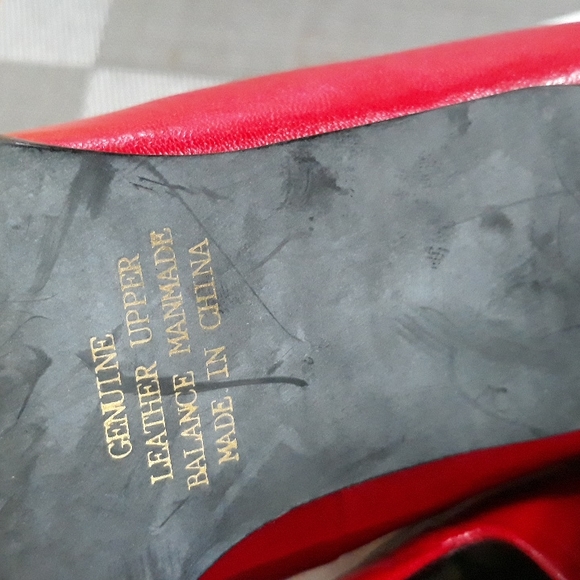 GENUINE
LEATHER UPPER
BALANCE MANMADE
MADE IN CHINA